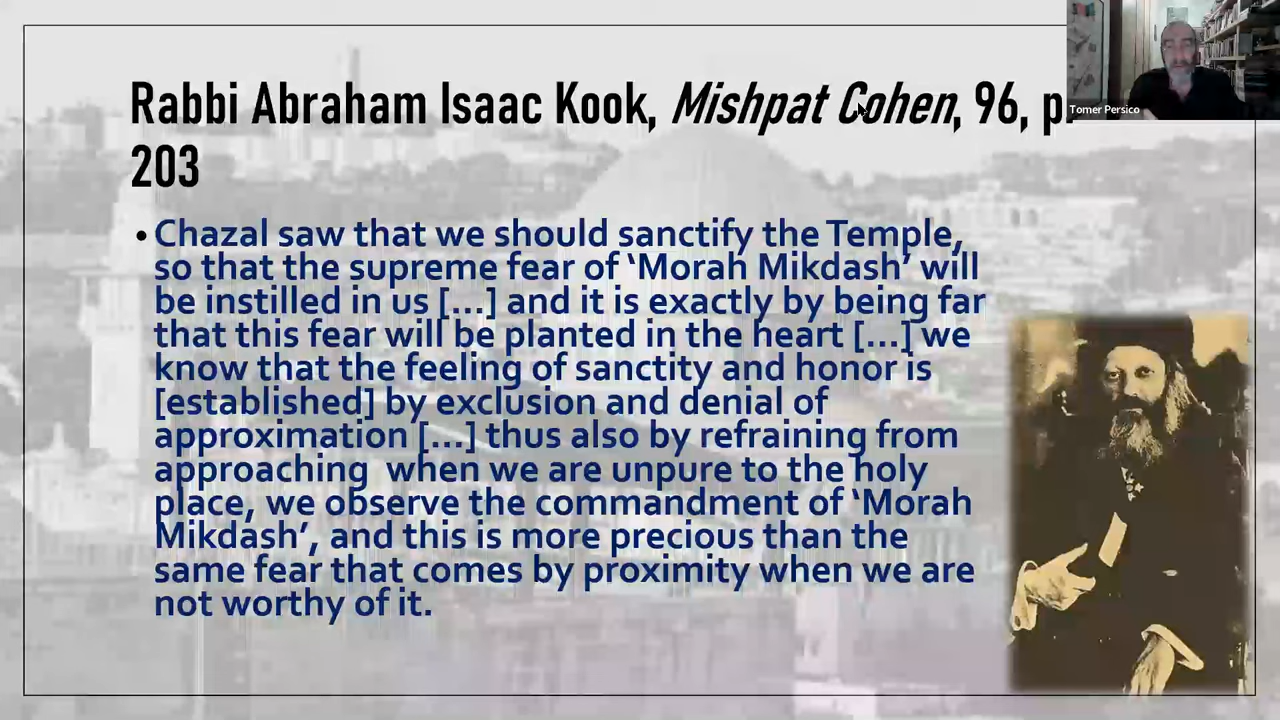 Rabbi Abraham Isaac Kook, Mishpat Cohen, 96, p.
203
Tomer Persico
• Chazal saw that we should sanctify the Temple,
so that the supreme fear of ‘Morah Mikdash’ will
be instilled in us [...] and it is exactly by being far
that this fear will be planted in the heart [...] we
know that the feeling of sanctity and honor is
[established] by exclusion and denial of
approximation [...] thus also by refraining from
approaching when we are unpure to the holy
place, we observe the commandment of ‘Morah
Mikdash’, and this is more precious than the
same fear that comes by proximity when we are
not worthy of it.